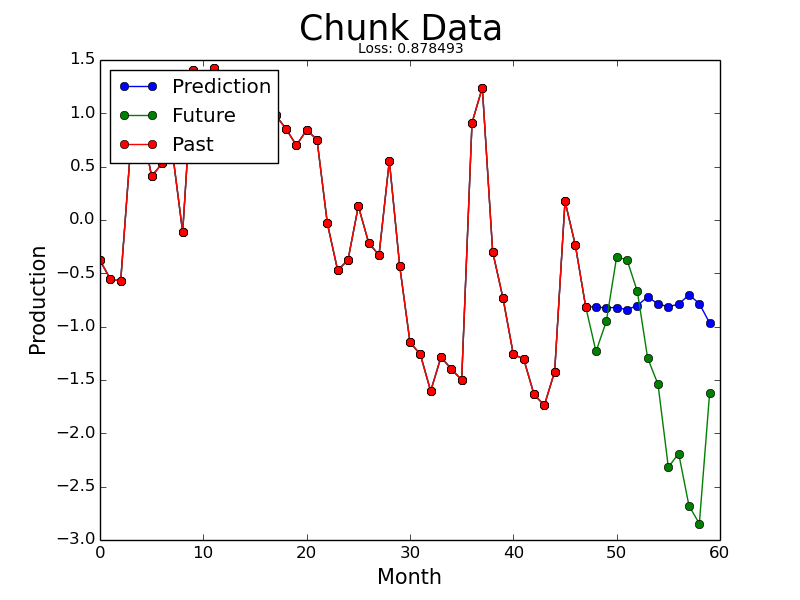 Chunk Data
Loss: 0.878493
Prediction
Future
Past
Production
1.5
1.0
0.5
0.0
−0.5
−1.0
−1.5
−2.0
−2.5
−3.0
0 10 20 30 40 50 60
Month